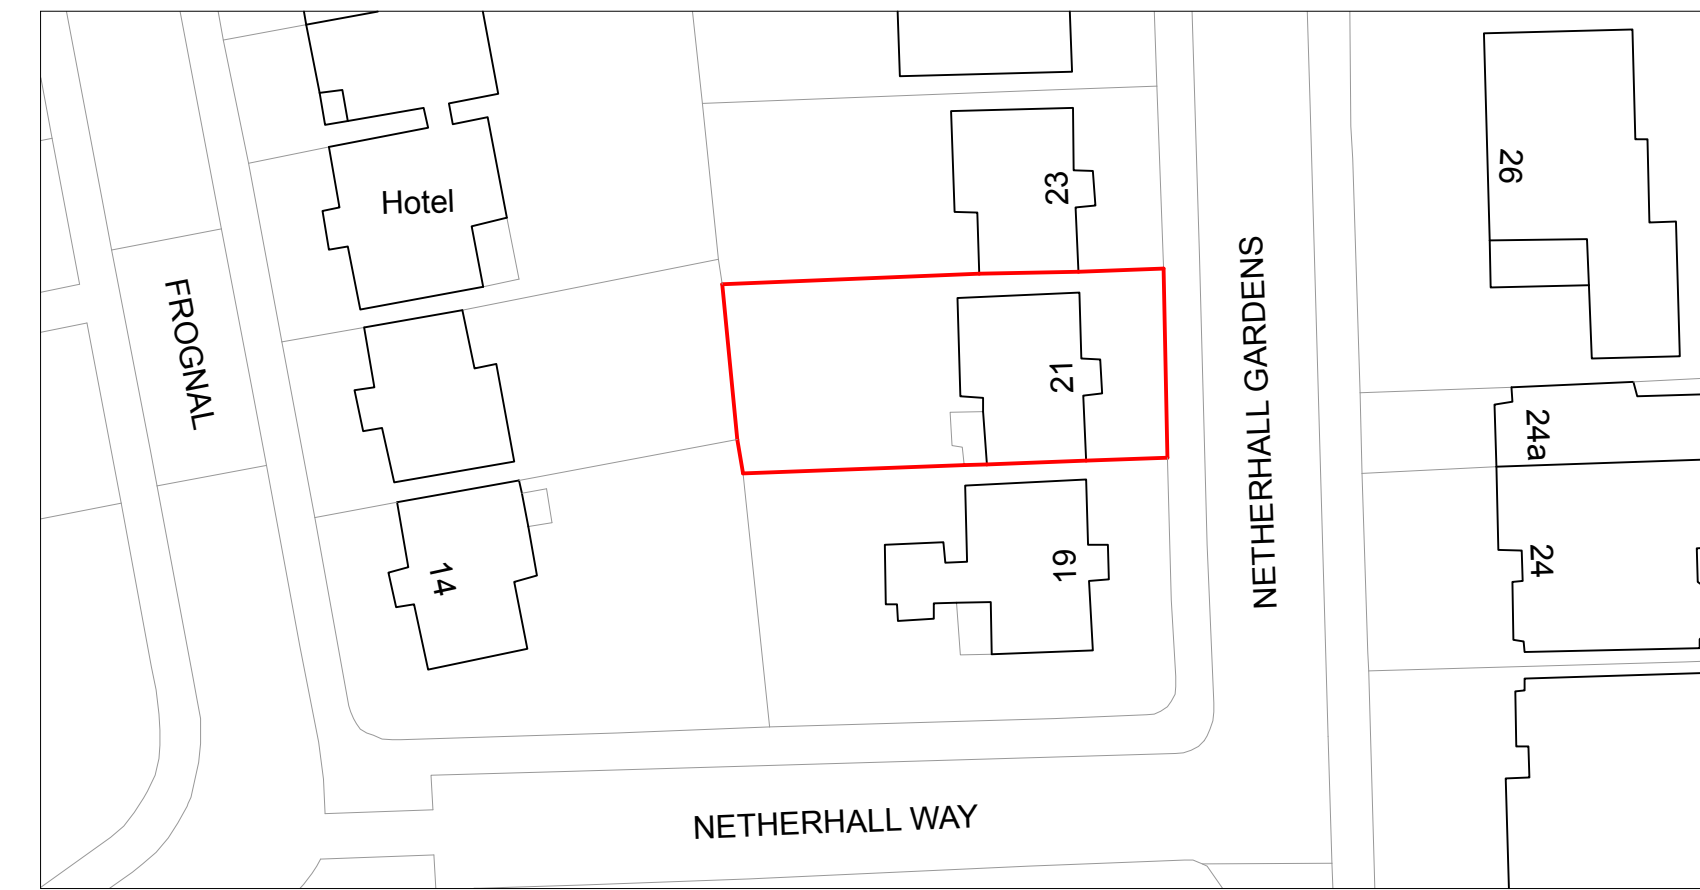 Hotel
23
26
FROGNAL
NETHERHALL GARDENS
21
24a
14
19
24
NETHERHALL WAY